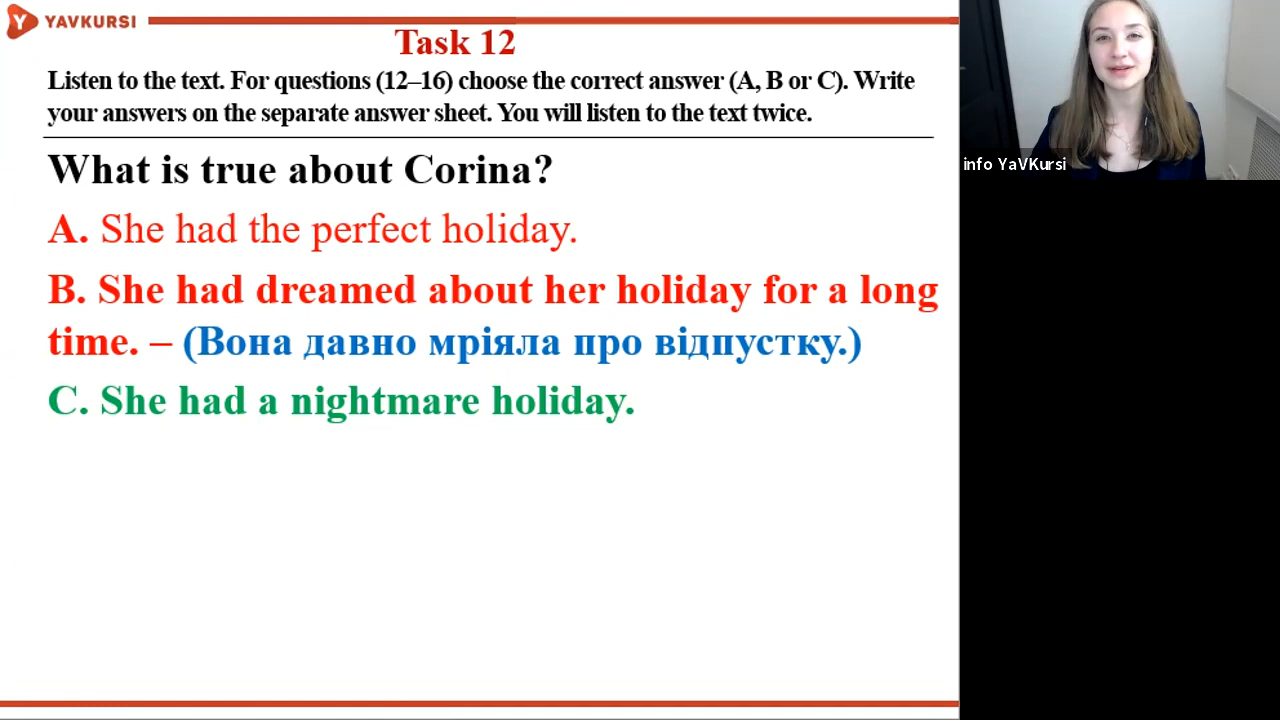 YAVKURSI
Task 12
Listen to the text. For questions (12–16) choose the correct answer (A, B or C). Write
your answers on the separate answer sheet. You will listen to the text twice.
What is true about Corina?
A. She had the perfect holiday.
B. She had dreamed about her holiday for a long
time. – (Вона давно мріяла про відпустку.)
C. She had a nightmare holiday.
info YaVKursi